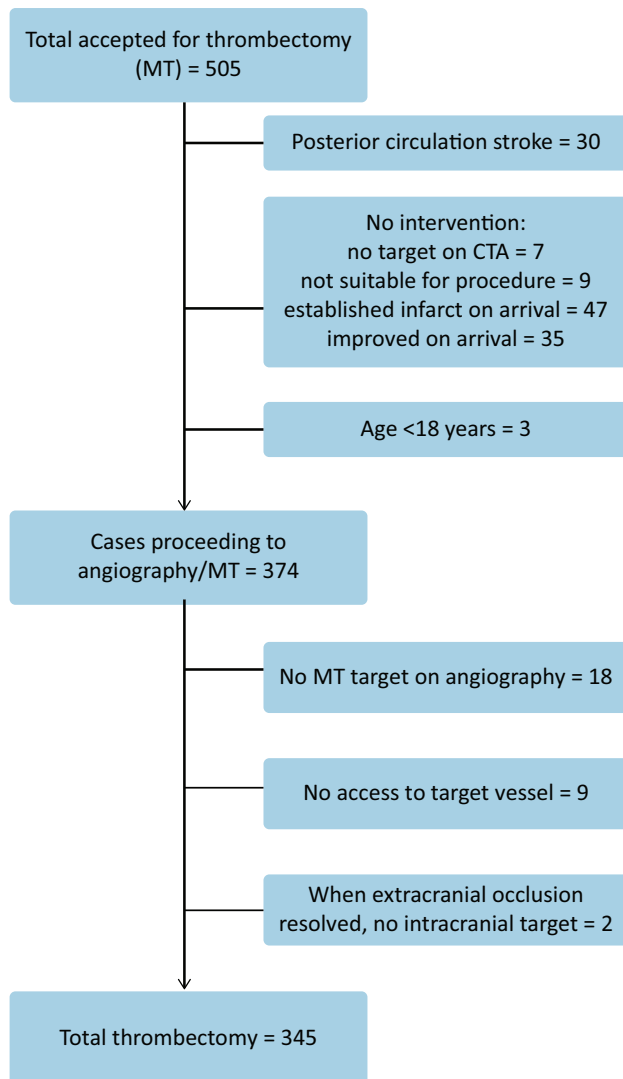 Total accepted for thrombectomy
(MT) = 505
Posterior circulation stroke = 30
No intervention:
no target on CTA = 7
not suitable for procedure = 9
established infarct on arrival = 47
improved on arrival = 35
Age <18 years = 3
Cases proceeding to
angiography/MT = 374
No MT target on angiography = 18
No access to target vessel = 9
When extracranial occlusion
resolved, no intracranial target = 2
Total thrombectomy = 345